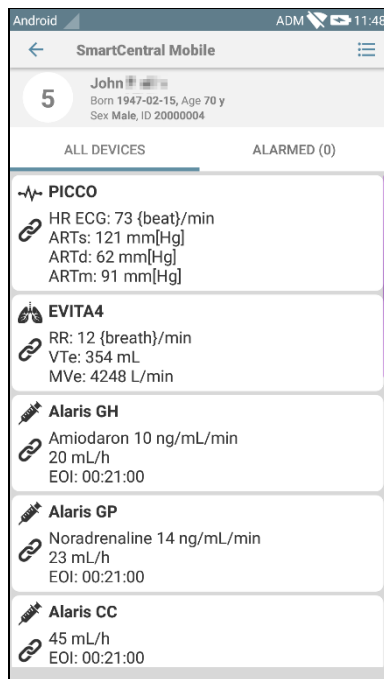 Android ADM 11:48
SmartCentral Mobile
5
John
Born 1947-02-15, Age 70 y
Sex Male, ID 20000004
ALL DEVICES ALARMED (0)
PICCO
HR ECG: 73 {beat}/min
ARTs: 121 mm[Hg]
ARTd: 62 mm[Hg]
ARTm: 91 mm[Hg]
EVITA4
RR: 12 {breath}/min
VTe: 354 mL
MVe: 4248 L/min
Alaris GH
Amiodaron 10 ng/mL/min
20 mL/h
EOI: 00:21:00
Alaris GP
Noradrenaline 14 ng/mL/min
23 mL/h
EOI: 00:21:00
Alaris CC
45 mL/h
EOI: 00:21:00